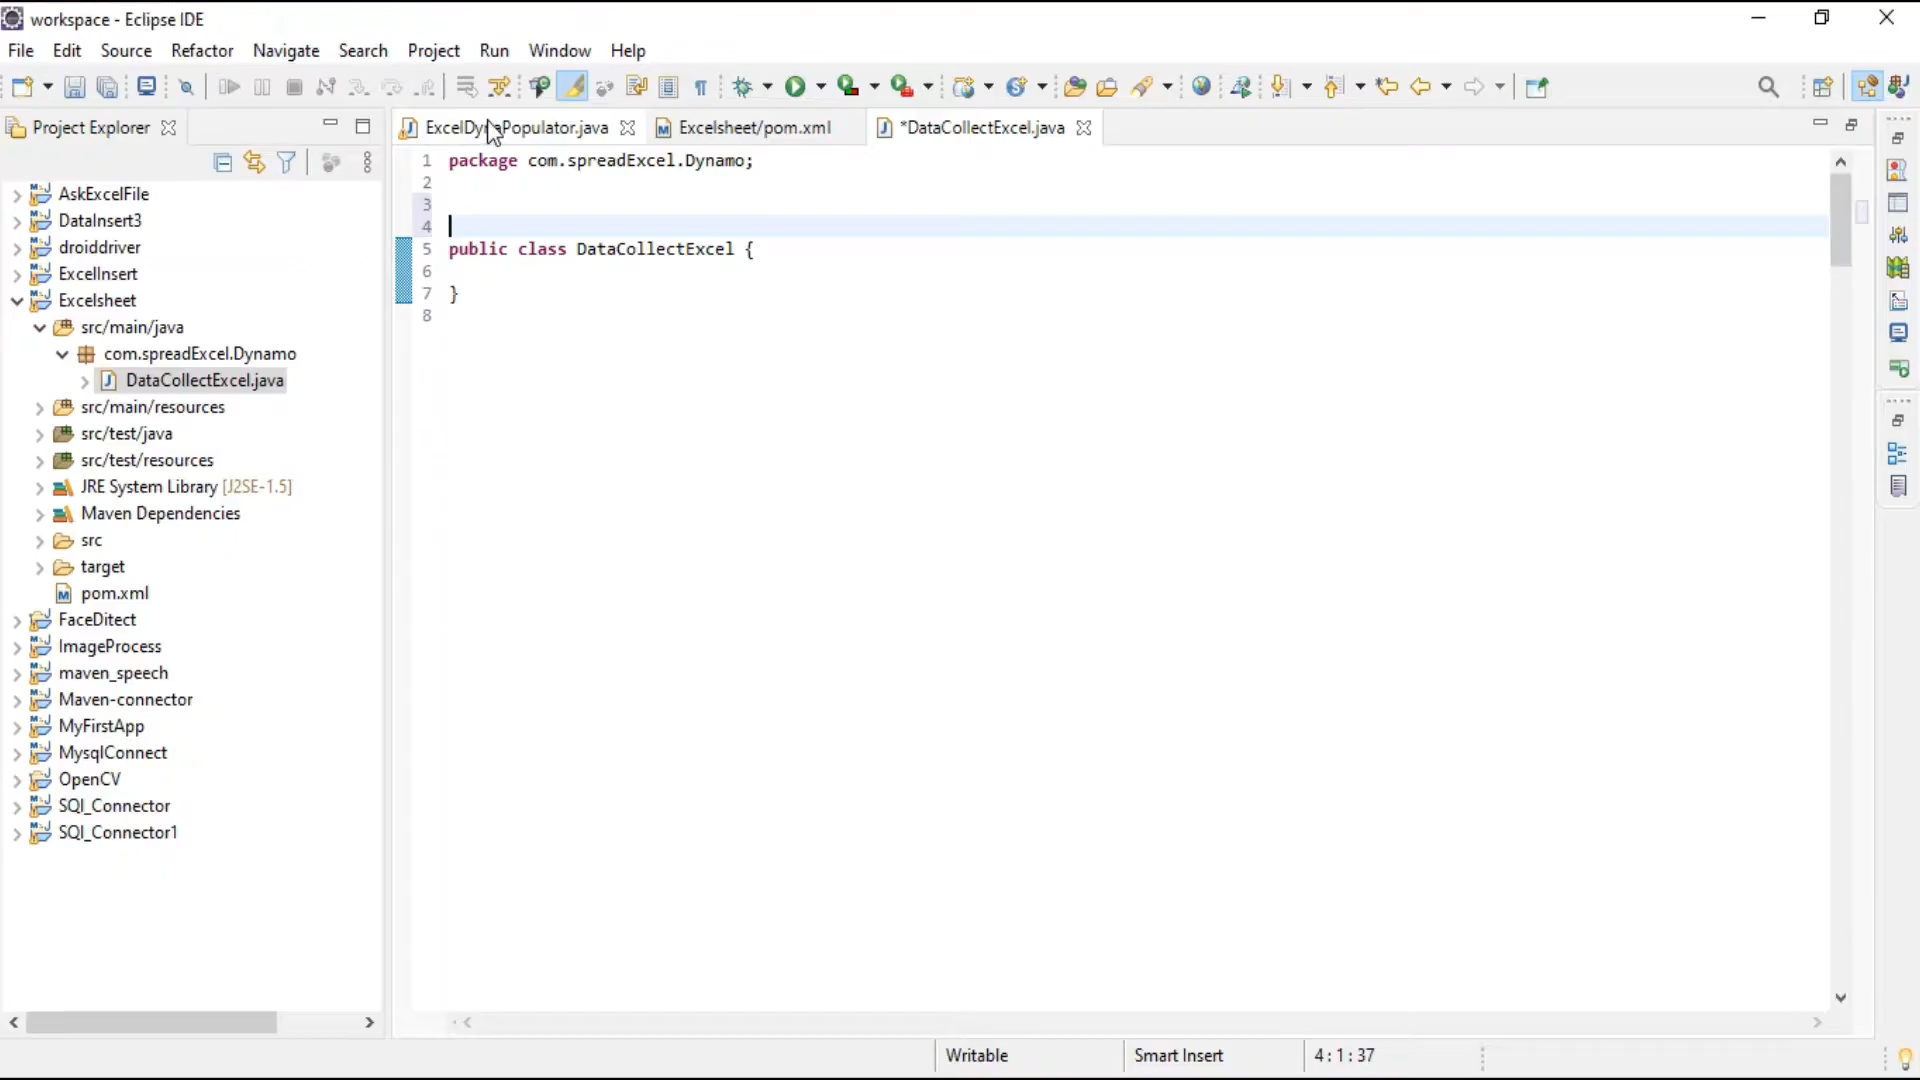 workspace - Eclipse IDE
File Edit Source Refactor Navigate Search Project Run Window Help
Project Explorer
ExcelDynaPopulator.java
Excelsheet/pom.xml
*DataCollectExcel.java
AskExcelFile
DataInsert3
droiddriver
ExcelInsert
Excelsheet
src/main/java
com.spreadExcel.Dynamo
DataCollectExcel.java
src/main/resources
src/test/java
src/test/resources
JRE System Library [J2SE-1.5]
Maven Dependencies
src
target
pom.xml
FaceDitect
ImageProcess
maven_speech
Maven-connector
MyFirstApp
MysqlConnect
OpenCV
SQl_Connector
SQl_Connector1
1 package com.spreadExcel.Dynamo;
2
3
4
5 public class DataCollectExcel {
6
7 }
8
Writable
Smart Insert
4 : 1 : 37